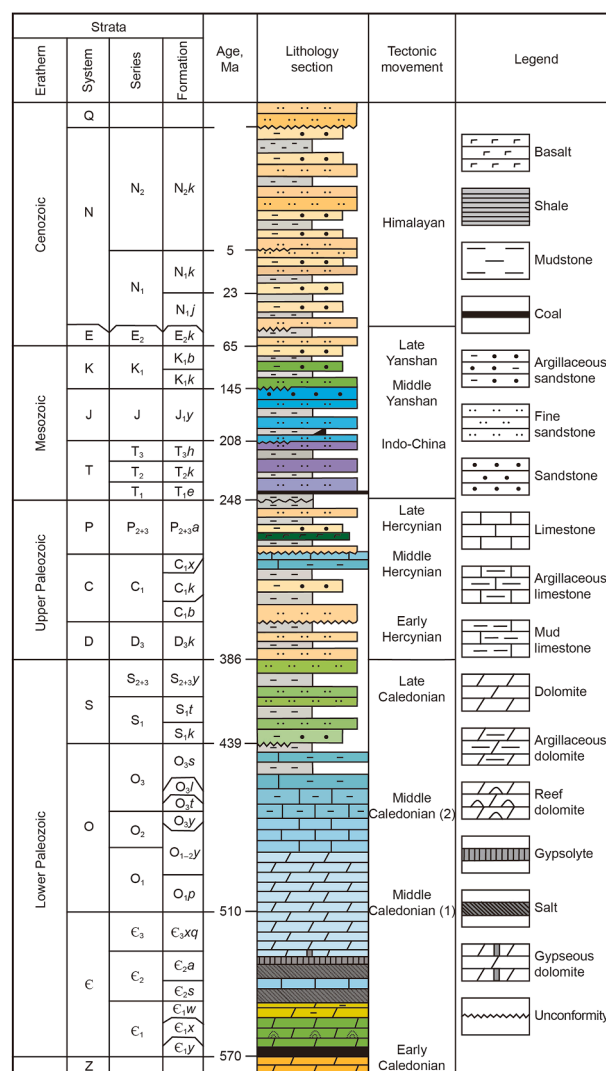 Strata
Age, Ma
Lithology section
Tectonic movement
Legend
Erathern
System
Series
Formation
Cenozoic
Q
N
N₂
N₂k
N₁
N₁k
N₁j
E
E₂
E₂k
Mesozoic
K
K₁
K₁b
K₁k
J
J
J₁y
T
T₃
T₃h
T₂
T₂k
T₁
T₁e
Upper Paleozoic
P
P₂₊₃
P₂₊₃a
C
C₁
C₁x
C₁k
C₁b
D
D₃
D₃k
Lower Paleozoic
S
S₂₊₃
S₂₊₃y
S₁
S₁t
S₁k
O
O₃
O₃s
O₃l
O₃t
O₂
O₃y
O₁₋₂y
O₁
O₁p
Є
Є₃
Є₃xq
Є₂
Є₂a
Є₂s
Є₁
Є₁w
Є₁x
Є₁y
Z
5
23
65
145
208
248
386
439
510
570
Himalayan
Late Yanshan
Middle Yanshan
Indo-China
Late Hercynian
Middle Hercynian
Early Hercynian
Late Caledonian
Middle Caledonian (2)
Middle Caledonian (1)
Early Caledonian
Basalt
Shale
Mudstone
Coal
Argillaceous sandstone
Fine sandstone
Sandstone
Limestone
Argillaceous limestone
Mud limestone
Dolomite
Argillaceous dolomite
Reef dolomite
Gypsolyte
Salt
Gypseous dolomite
Unconformity